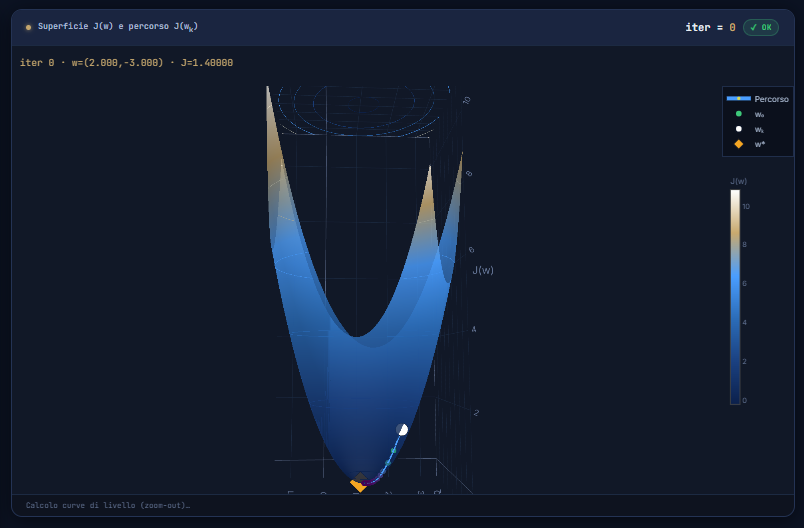 Superficie J(w) e percorso J(wₖ)
iter = 0 ✓ OK
iter 0 · w=(2.000,-3.000) · J=1.40000
Percorso
w₀
wₖ
w*
J(w)
10
8
6
4
2
0
10
8
6
J(w)
4
2
Calcolo curve di livello (zoom-out)…